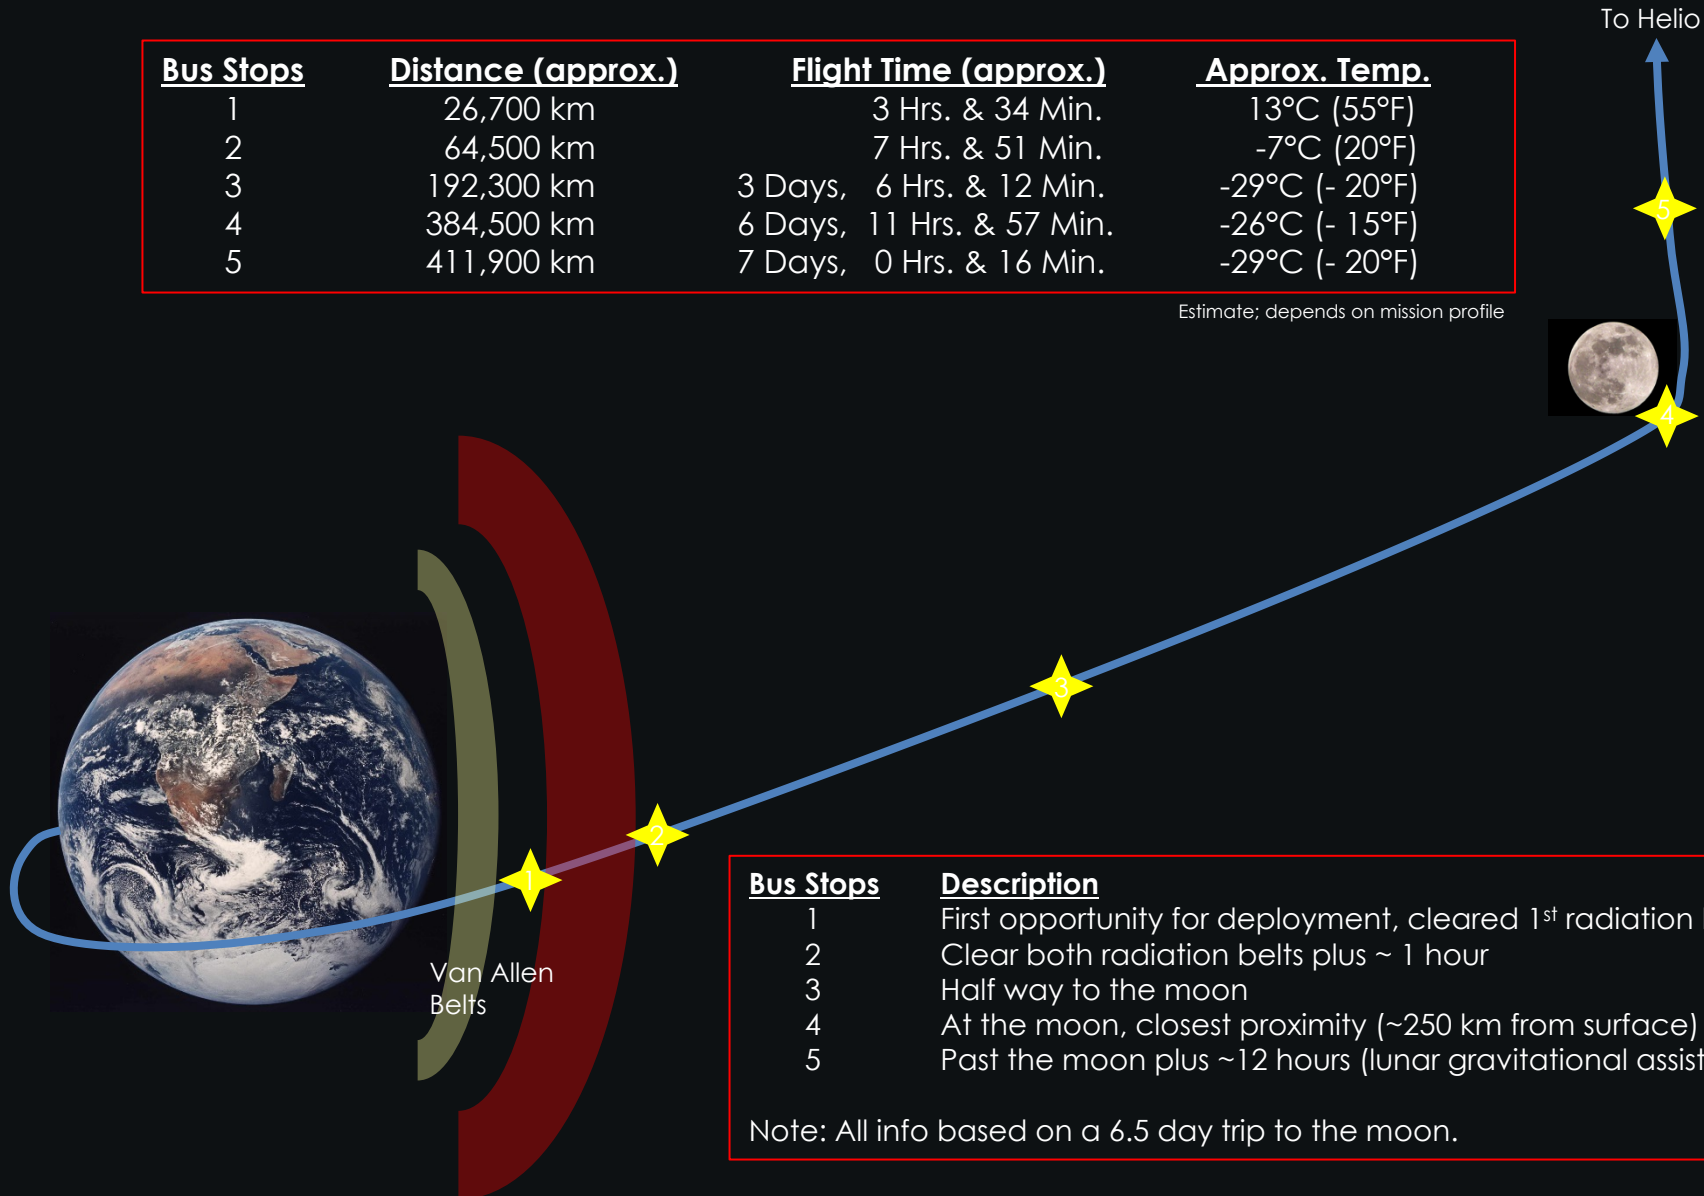 To Helio
Bus Stops Distance (approx.) Flight Time (approx.) Approx. Temp.
1 26,700 km 3 Hrs. & 34 Min. 13°C (55°F)
2 64,500 km 7 Hrs. & 51 Min. -7°C (20°F)
3 192,300 km 3 Days, 6 Hrs. & 12 Min. -29°C (- 20°F)
4 384,500 km 6 Days, 11 Hrs. & 57 Min. -26°C (- 15°F)
5 411,900 km 7 Days, 0 Hrs. & 16 Min. -29°C (- 20°F)
Estimate; depends on mission profile
5
4
3
2
1
Van Allen
Belts
Bus Stops Description
1 First opportunity for deployment, cleared 1st radiation
2 Clear both radiation belts plus ~ 1 hour
3 Half way to the moon
4 At the moon, closest proximity (~250 km from surface)
5 Past the moon plus ~12 hours (lunar gravitational assist
Note: All info based on a 6.5 day trip to the moon.